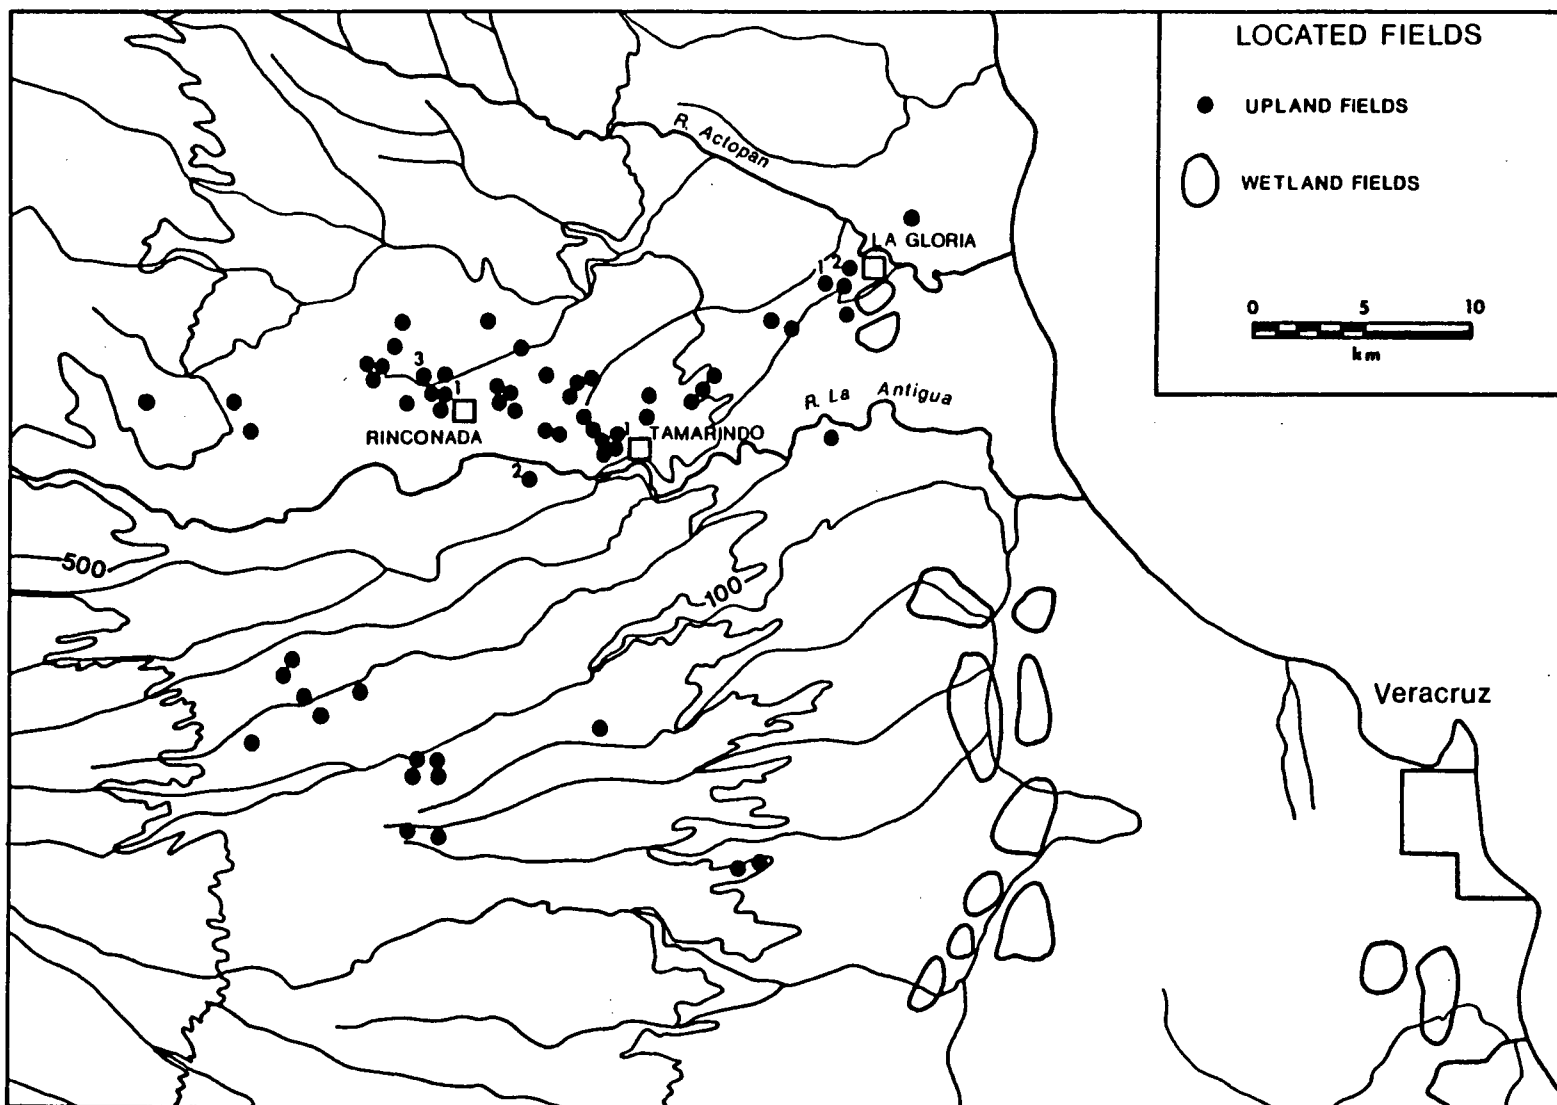 LOCATED FIELDS
UPLAND FIELDS
WETLAND FIELDS
0 5 10
km
R. Actopan
LA GLORIA
1 2
3
1
R. La Antigua
RINCONADA
1 TAMARINDO
2
500
100
Veracruz